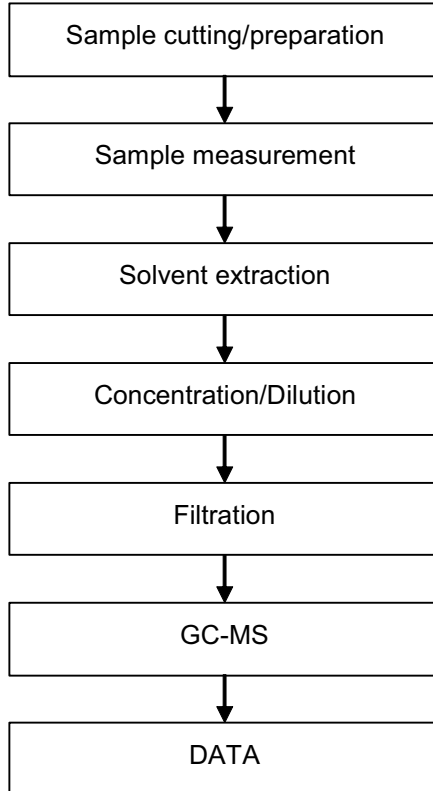 Sample cutting/preparation
Sample measurement
Solvent extraction
Concentration/Dilution
Filtration
GC-MS
DATA